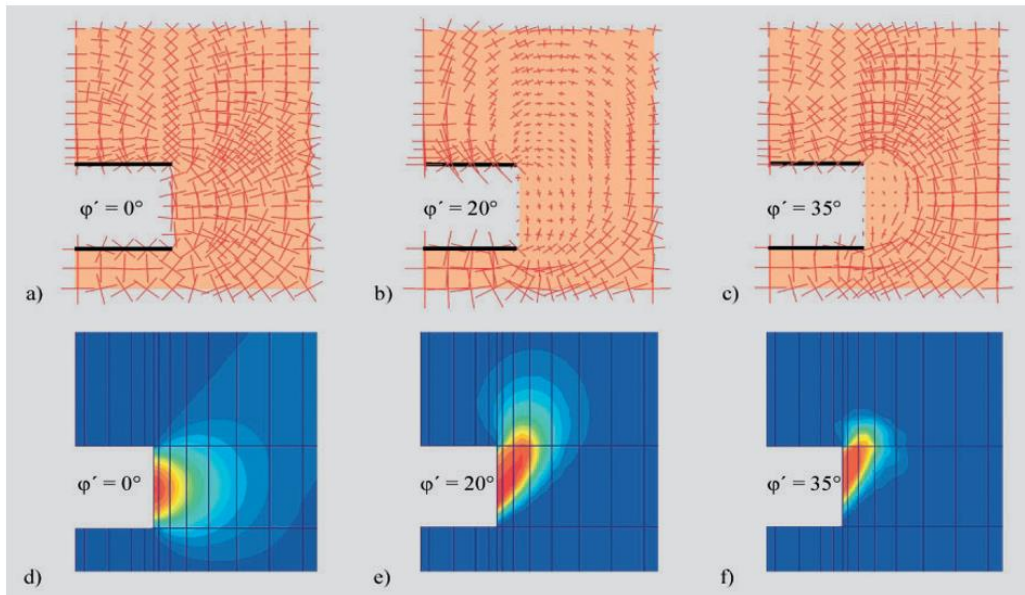 φ´ = 0°
φ´ = 20°
φ´ = 35°
a)
b)
c)
φ´ = 0°
φ´ = 20°
φ´ = 35°
d)
e)
f)